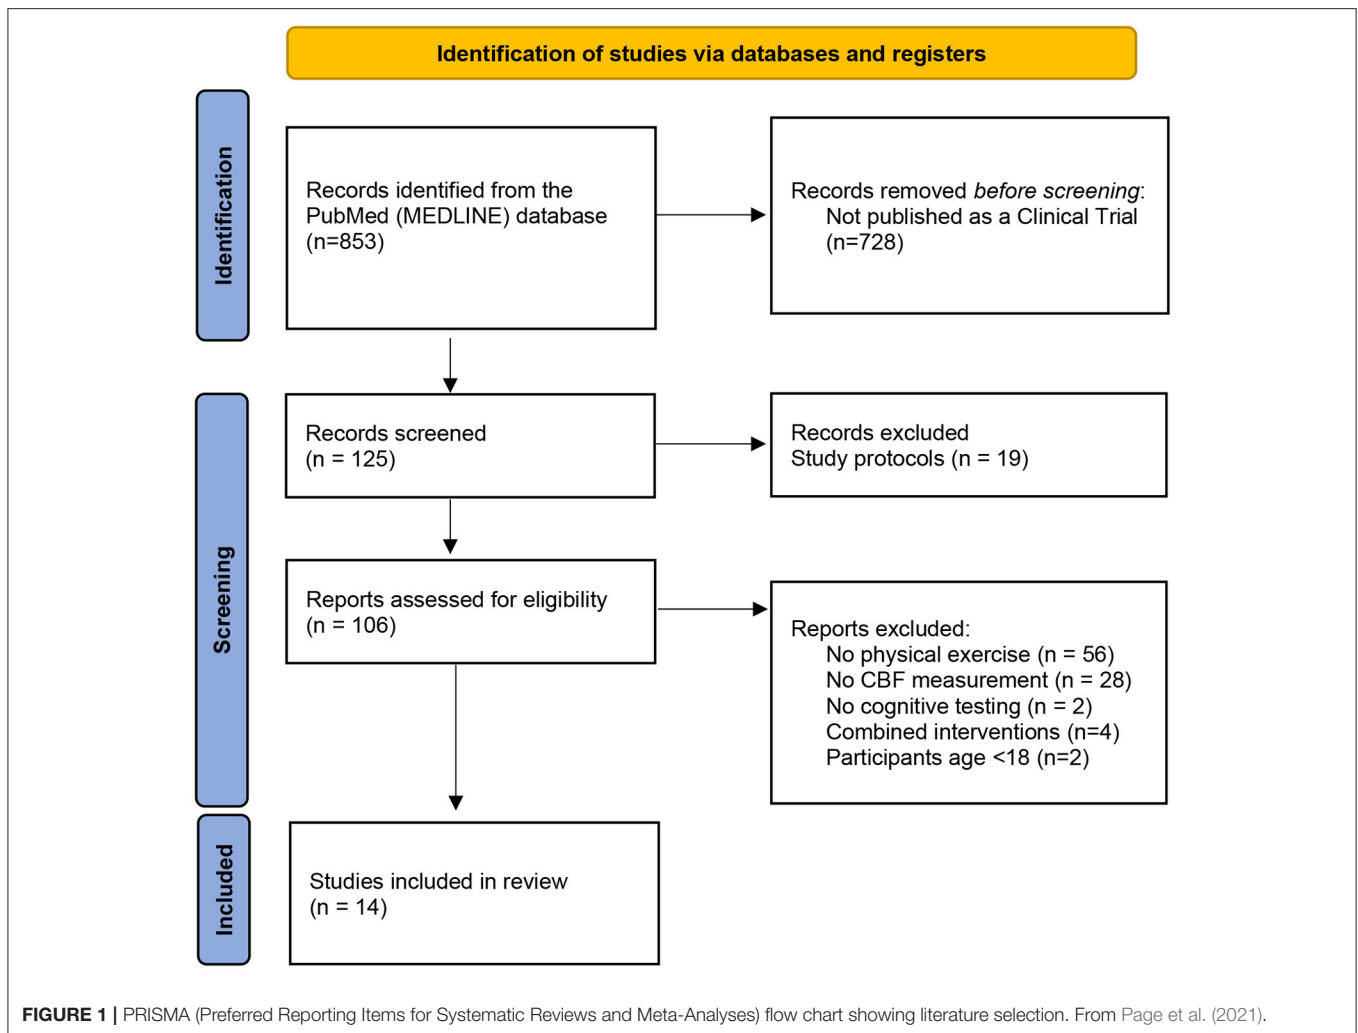 Identification of studies via databases and registers
Identification
Records identified from the
PubMed (MEDLINE) database
(n=853)
Records removed before screening:
Not published as a Clinical Trial
(n=728)
Screening
Records screened
(n = 125)
Records excluded
Study protocols (n = 19)
Reports assessed for eligibility
(n = 106)
Reports excluded:
No physical exercise (n = 56)
No CBF measurement (n = 28)
No cognitive testing (n = 2)
Combined interventions (n=4)
Participants age <18 (n=2)
Included
Studies included in review
(n = 14)
FIGURE 1 | PRISMA (Preferred Reporting Items for Systematic Reviews and Meta-Analyses) flow chart showing literature selection. From Page et al. (2021).